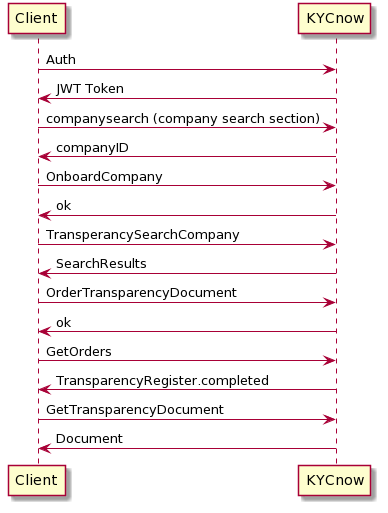 Client KYCnow
Auth
JWT Token
companysearch (company search section)
companyID
OnboardCompany
ok
TransperancySearchCompany
SearchResults
OrderTransparencyDocument
ok
GetOrders
TransparencyRegister.completed
GetTransparencyDocument
Document
Client KYCnow